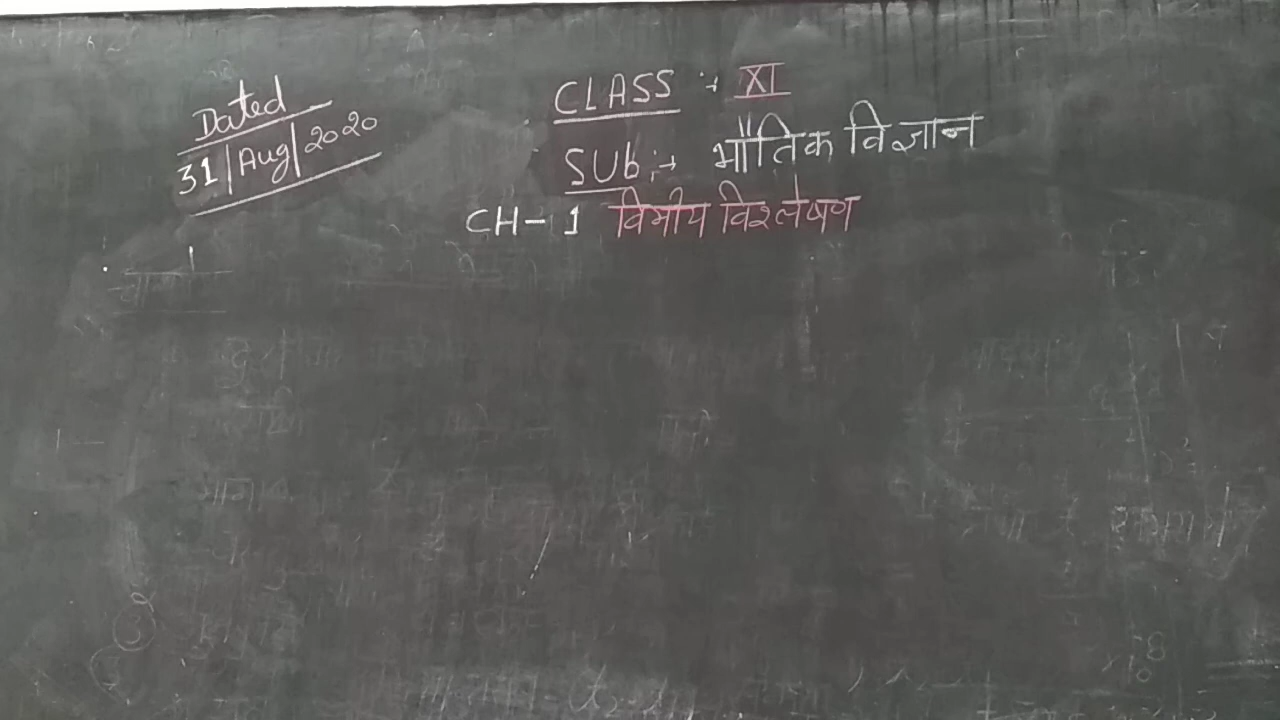 Dated
31/Aug/2020
CLASS :→ XI
SUb :→ भौतिक विज्ञान
CH-1 विमीय विश्लेषण